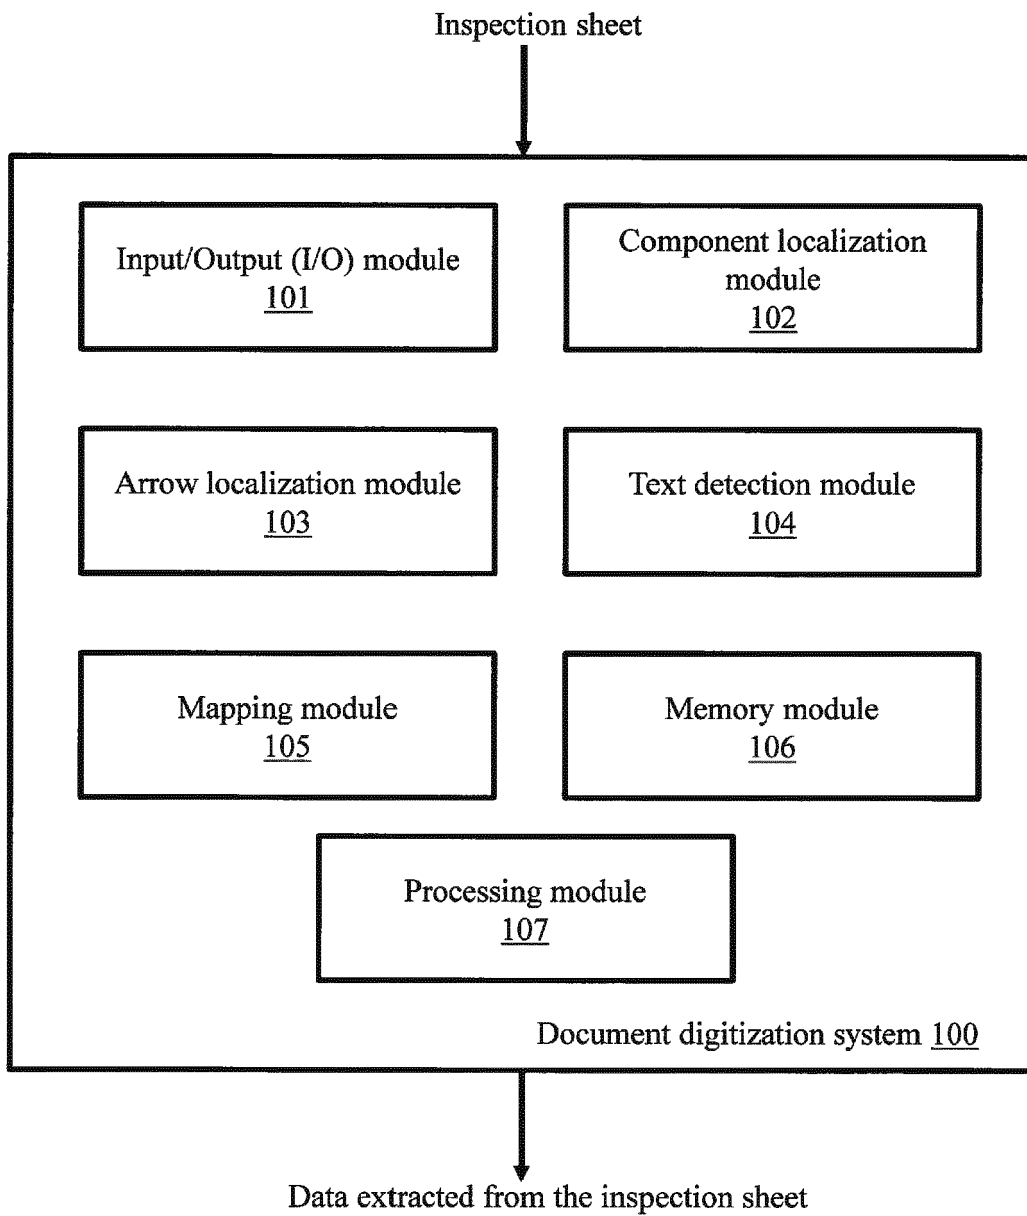 Inspection sheet
Input/Output (I/O) module
101
Component localization
module
102
Arrow localization module
103
Text detection module
104
Mapping module
105
Memory module
106
Processing module
107
Document digitization system 100
Data extracted from the inspection sheet